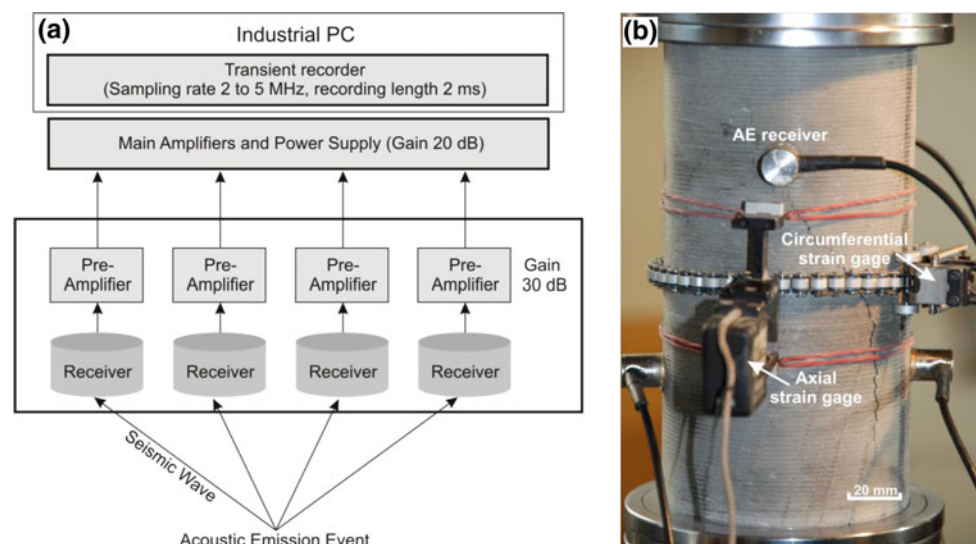 (a)
Industrial PC
Transient recorder
(Sampling rate 2 to 5 MHz, recording length 2 ms)
Main Amplifiers and Power Supply (Gain 20 dB)
Pre-
Amplifier
Pre-
Amplifier
Pre-
Amplifier
Pre-
Amplifier
Gain
30 dB
Receiver
Receiver
Receiver
Receiver
Seismic Wave
Acoustic Emission Event
(b)
AE receiver
Circumferential
strain gage
Axial
strain gage
20 mm